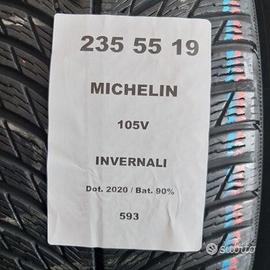 235 55 19
MICHELIN
105V
INVERNALI
Dot. 2020 / Bat. 90%
593
subito